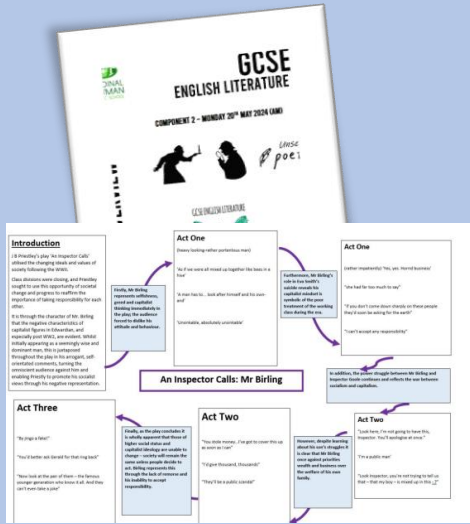 GCSE
ENGLISH LITERATURE
COMPONENT 2 – MONDAY 20TH MAY 2024 (AM)
GCSE ENGLISH LITERATURE
Introduction
J B Priestley's play 'An Inspector Calls'
utilised the changing ideals and values of
society following the WW2.
Class divisions were closing, and Priestley
sought to use this opportunity of societal
change and progress to reaffirm the
importance of taking responsibility for each
other.
It is through the character of Mr. Birling
that the negative characteristics of
capitalist figures in Edwardian, and
especially post WW2, are evident. Whilst
initially appearing as a seemingly wise and
dominant man, this is juxtaposed
throughout the play in his arrogant, self-
orientated comments, turning the
omniscient audience against him and
enabling Priestley to promote his socialist
views through his negative representation.
Firstly, Mr Birling
represents selfishness,
greed and capitalist
thinking immediately in
the play; the audience
forced to dislike his
attitude and behaviour.
Act One
(heavy looking-rather portentous man)
'As if we were all mixed up together like bees in a
hive'
'A man has to… look after himself and his own-
and'
'Unsinkable, absolutely unsinkable'
Furthermore, Mr Birling's
role in Eva Smith's
suicide reveals his
capitalist mindset is
symbolic of the poor
treatment of the working
class during the era.
Act One
(rather impatiently) 'Yes, yes. Horrid business'
'She had far too much to say'
"If you don't come down sharply on these people
they'd soon be asking for the earth"
"I can't accept any responsibility"
An Inspector Calls: Mr Birling
In addition, the power struggle between Mr Birling and
Inspector Goole continues and reflects the war between
socialism and capitalism.
Act Two
"Look here, I'm not going to have this,
Inspector. You'll apologise at once."
"I'm a public man"
"Look Inspector, you're not trying to tell us
that – that my boy – is mixed up in this
However, despite learning
about his son's struggles it
is clear that Mr Birling
once again prioritises
wealth and business over
the welfare of his own
family.
Act Two
"You stole money…I've got to cover this up
as soon as I can"
"I'd give thousand, thousands"
"They'll be a public scandal"
Finally, as the play concludes it
is wholly apparent that those of
higher social status and
capitalist ideology are unable to
change – society will remain the
same unless people decide to
act. Birling represents this
through the lack of remorse and
his inability to accept
responsibility.
Act Three
"By jingo a fake!"
"You'd better ask Gerald for that ring back"
"Now look at the pair of them – the famous
younger generation who know it all. And they
can't even take a joke"